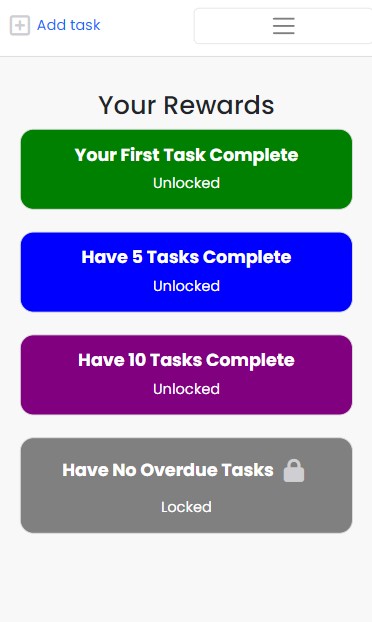 Add task
Your Rewards
Your First Task Complete
Unlocked
Have 5 Tasks Complete
Unlocked
Have 10 Tasks Complete
Unlocked
Have No Overdue Tasks
Locked